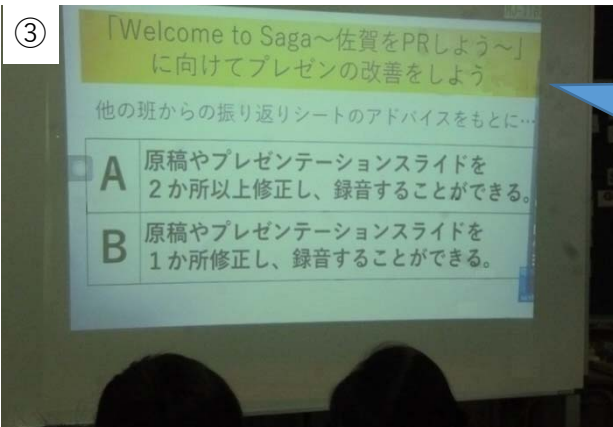 ③
「Welcome to Saga～佐賀をPRしよう～」
に向けてプレゼンの改善をしよう
他の班からの振り返りシートのアドバイスをもとに…
A
原稿やプレゼンテーションスライドを
２か所以上修正し、録音することができる。
B
原稿やプレゼンテーションスライドを
１か所修正し、録音することができる。